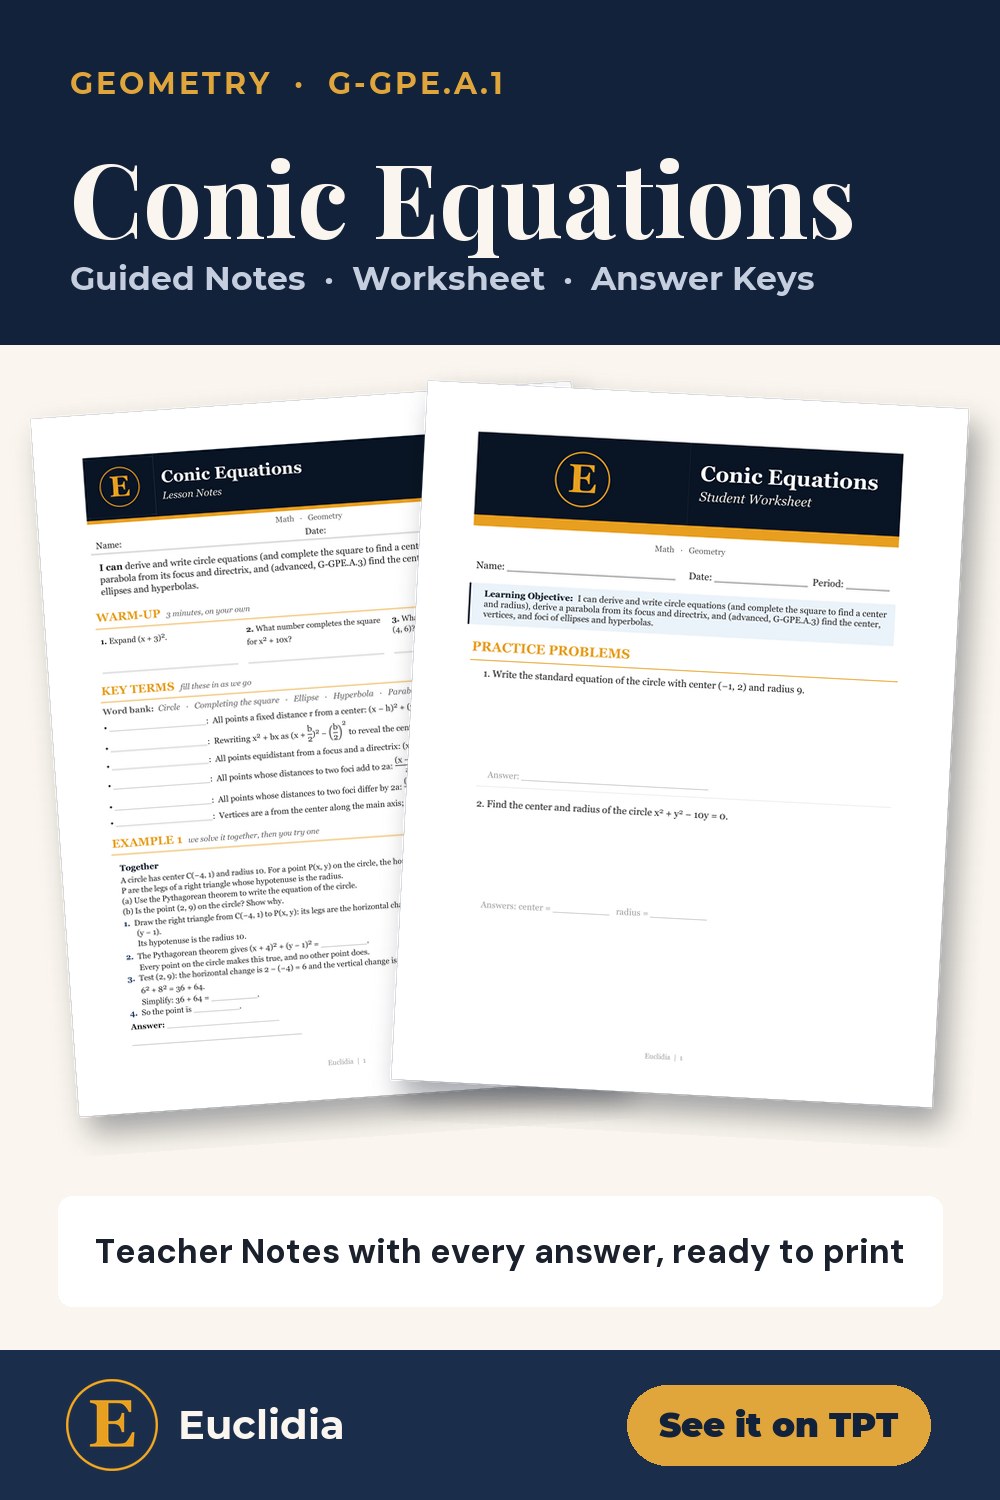 GEOMETRY · G-GPE.A.1
Conic Equations
Guided Notes · Worksheet · Answer Keys
E
Conic Equations
Lesson Notes
Math · Geometry
Name:
Date:
I can derive and write circle equations (and complete the square to find a cent
parabola from its focus and directrix, and (advanced, G-GPE.A.3) find the cent
ellipses and hyperbolas.
WARM-UP 3 minutes, on your own
1. Expand (x + 3)².
2. What number completes the square
for x² + 10x?
3. Wha
(4, 6)?
KEY TERMS fill these in as we go
Word bank: Circle · Completing the square · Ellipse · Hyperbola · Parab
• : All points a fixed distance r from a center: (x − h)² + (
• : Rewriting x² + bx as (x + b/2)² − (b/2)² to reveal the cent
• : All points equidistant from a focus and a directrix: (x
• : All points whose distances to two foci add to 2a: (x −
• : All points whose distances to two foci differ by 2a: (
• : Vertices are a from the center along the main axis;
EXAMPLE 1 we solve it together, then you try one
Together
A circle has center C(−4, 1) and radius 10. For a point P(x, y) on the circle, the ho
P are the legs of a right triangle whose hypotenuse is the radius.
(a) Use the Pythagorean theorem to write the equation of the circle.
(b) Is the point (2, 9) on the circle? Show why.
1. Draw the right triangle from C(−4, 1) to P(x, y): its legs are the horizontal cha
(y − 1).
Its hypotenuse is the radius 10.
2. The Pythagorean theorem gives (x + 4)² + (y − 1)² = .
Every point on the circle makes this true, and no other point does.
3. Test (2, 9): the horizontal change is 2 − (−4) = 6 and the vertical change is
6² + 8² = 36 + 64.
Simplify: 36 + 64 = .
4. So the point is .
Answer:
Euclidia | 1
E
Conic Equations
Student Worksheet
Math · Geometry
Name: Date: Period:
Learning Objective: I can derive and write circle equations (and complete the square to find a center
and radius), derive a parabola from its focus and directrix, and (advanced, G-GPE.A.3) find the center,
vertices, and foci of ellipses and hyperbolas.
PRACTICE PROBLEMS
1. Write the standard equation of the circle with center (−1, 2) and radius 9.
Answer:
2. Find the center and radius of the circle x² + y² − 10y = 0.
Answers: center = radius =
Euclidia | 1
Teacher Notes with every answer, ready to print
E
Euclidia
See it on TPT